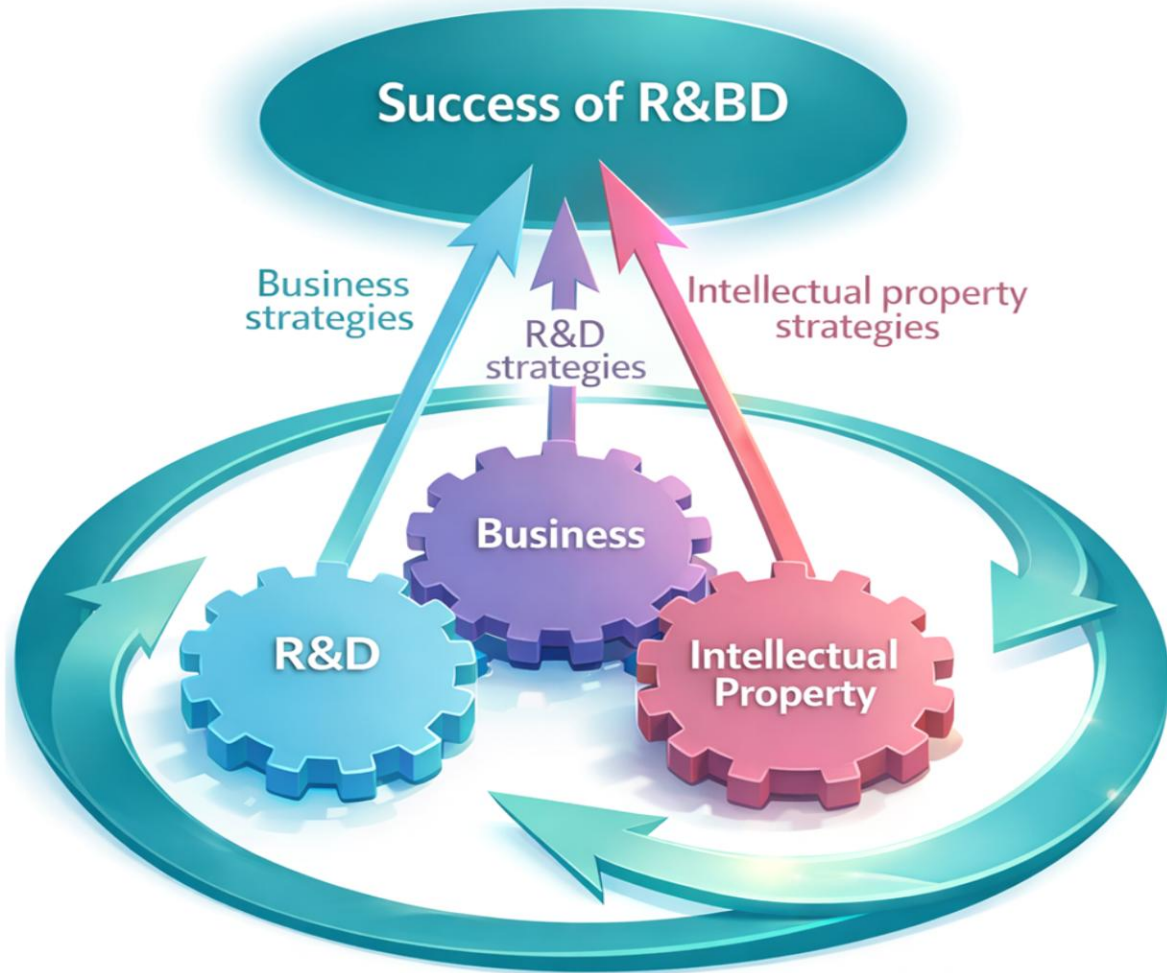 Success of R&BD
Business
strategies
R&D
strategies
Intellectual property
strategies
Business
R&D
Intellectual
Property